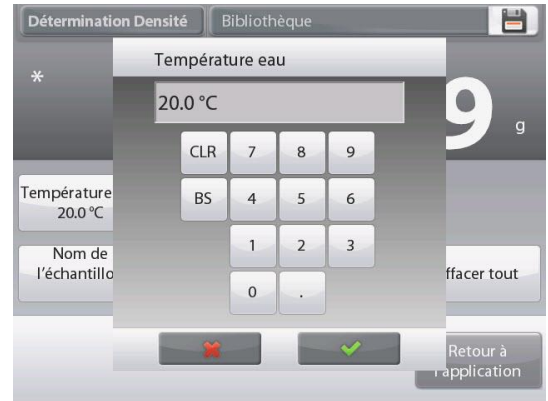 Détermination Densité
Bibliothèque
Température eau
*
9
g
20.0 °C
CLR 7 8 9
Température
20.0 °C
BS 4 5 6
1 2 3
Nom de
l'échantillo
ffacer tout
0 .
Retour à
l'application